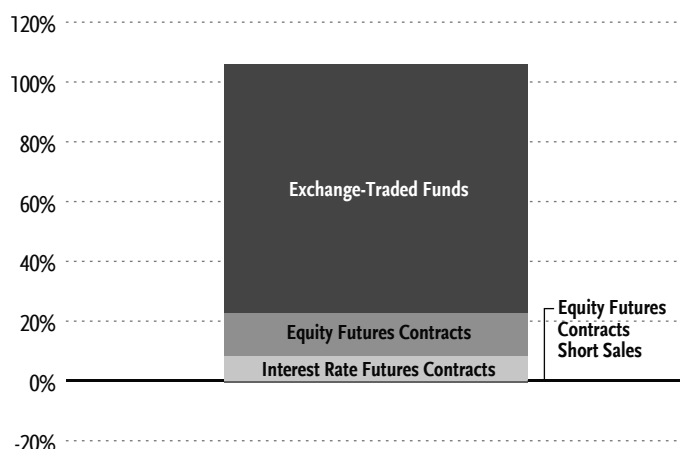 120%
100%
80%
60%
40%
20%
0%
-20%
Exchange-Traded Funds
Equity Futures Contracts
Interest Rate Futures Contracts
Equity Futures
Contracts
Short Sales